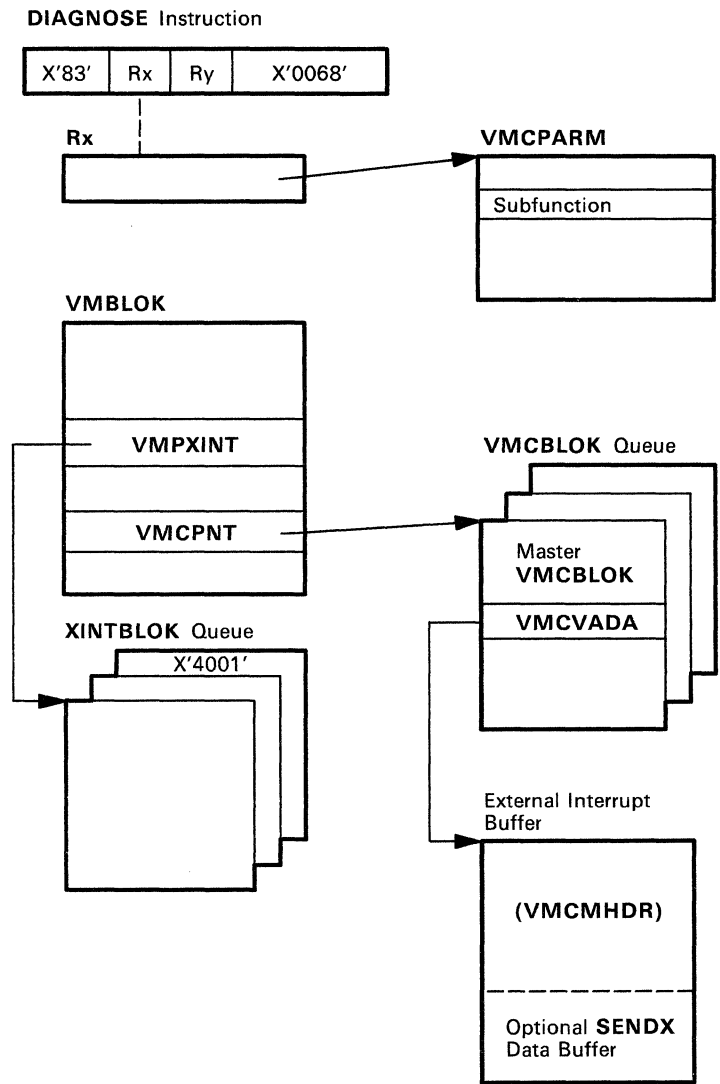 DIAGNOSE Instruction
X'83' Rx Ry X'0068'
Rx
VMCPARM
Subfunction
VMBLOK
VMPXINT
VMCBLOK Queue
VMCPNT
Master
VMCBLOK
VMCVADA
XINTBLOK Queue
X'4001'
External Interrupt
Buffer
(VMCMHDR)
Optional SENDX
Data Buffer